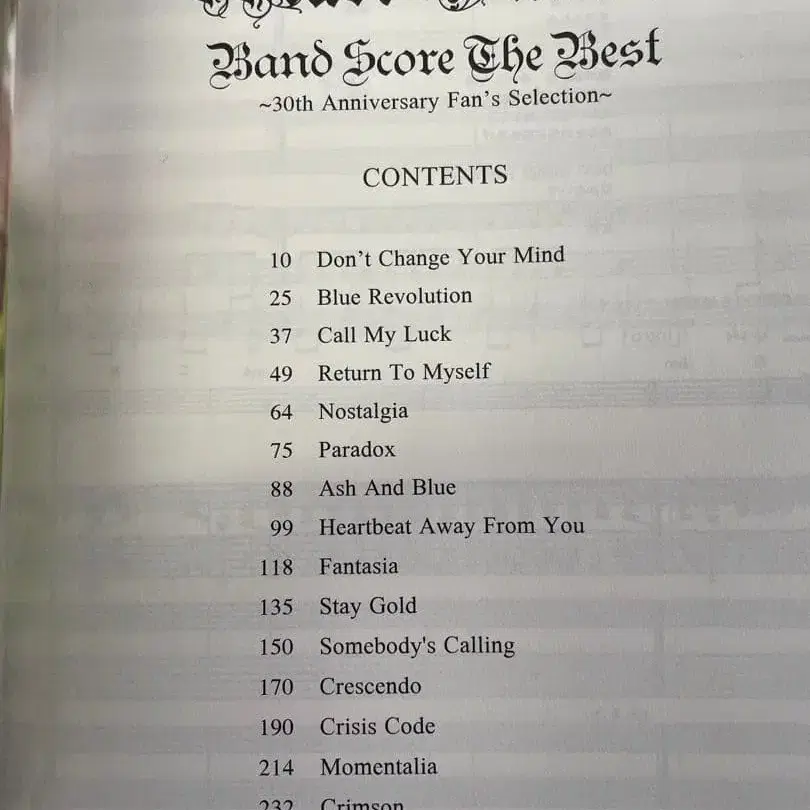 Band Score The Best
~30th Anniversary Fan's Selection~
CONTENTS
10 Don't Change Your Mind
25 Blue Revolution
37 Call My Luck
49 Return To Myself
64 Nostalgia
75 Paradox
88 Ash And Blue
99 Heartbeat Away From You
118 Fantasia
135 Stay Gold
150 Somebody's Calling
170 Crescendo
190 Crisis Code
214 Momentalia
232 Crimson